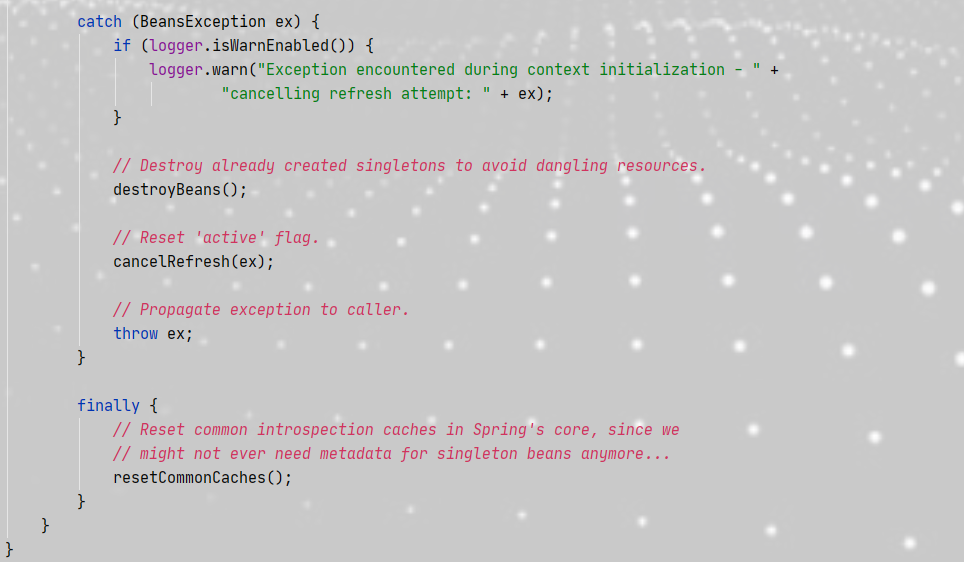 catch (BeansException ex) {
if (logger.isWarnEnabled()) {
logger.warn("Exception encountered during context initialization - " +
"cancelling refresh attempt: " + ex);
}
// Destroy already created singletons to avoid dangling resources.
destroyBeans();
// Reset 'active' flag.
cancelRefresh(ex);
// Propagate exception to caller.
throw ex;
}
finally {
// Reset common introspection caches in Spring's core, since we
// might not ever need metadata for singleton beans anymore...
resetCommonCaches();
}
}
}